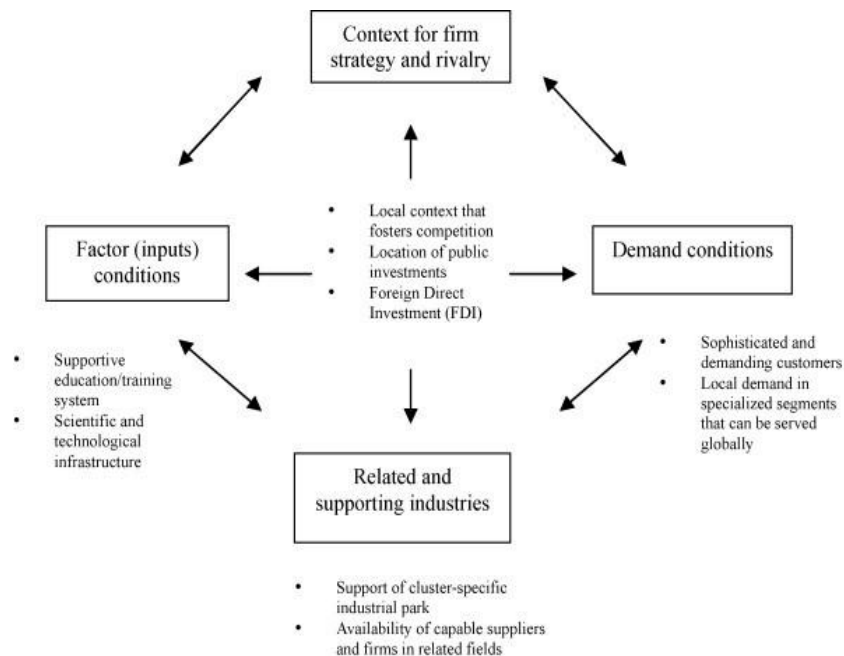 Context for firm
strategy and rivalry
• Local context that
fosters competition
• Location of public
investments
• Foreign Direct
Investment (FDI)
Factor (inputs)
conditions
Demand conditions
• Supportive
education/training
system
• Scientific and
technological
infrastructure
• Sophisticated and
demanding customers
• Local demand in
specialized segments
that can be served
globally
Related and
supporting industries
• Support of cluster-specific
industrial park
• Availability of capable suppliers
and firms in related fields